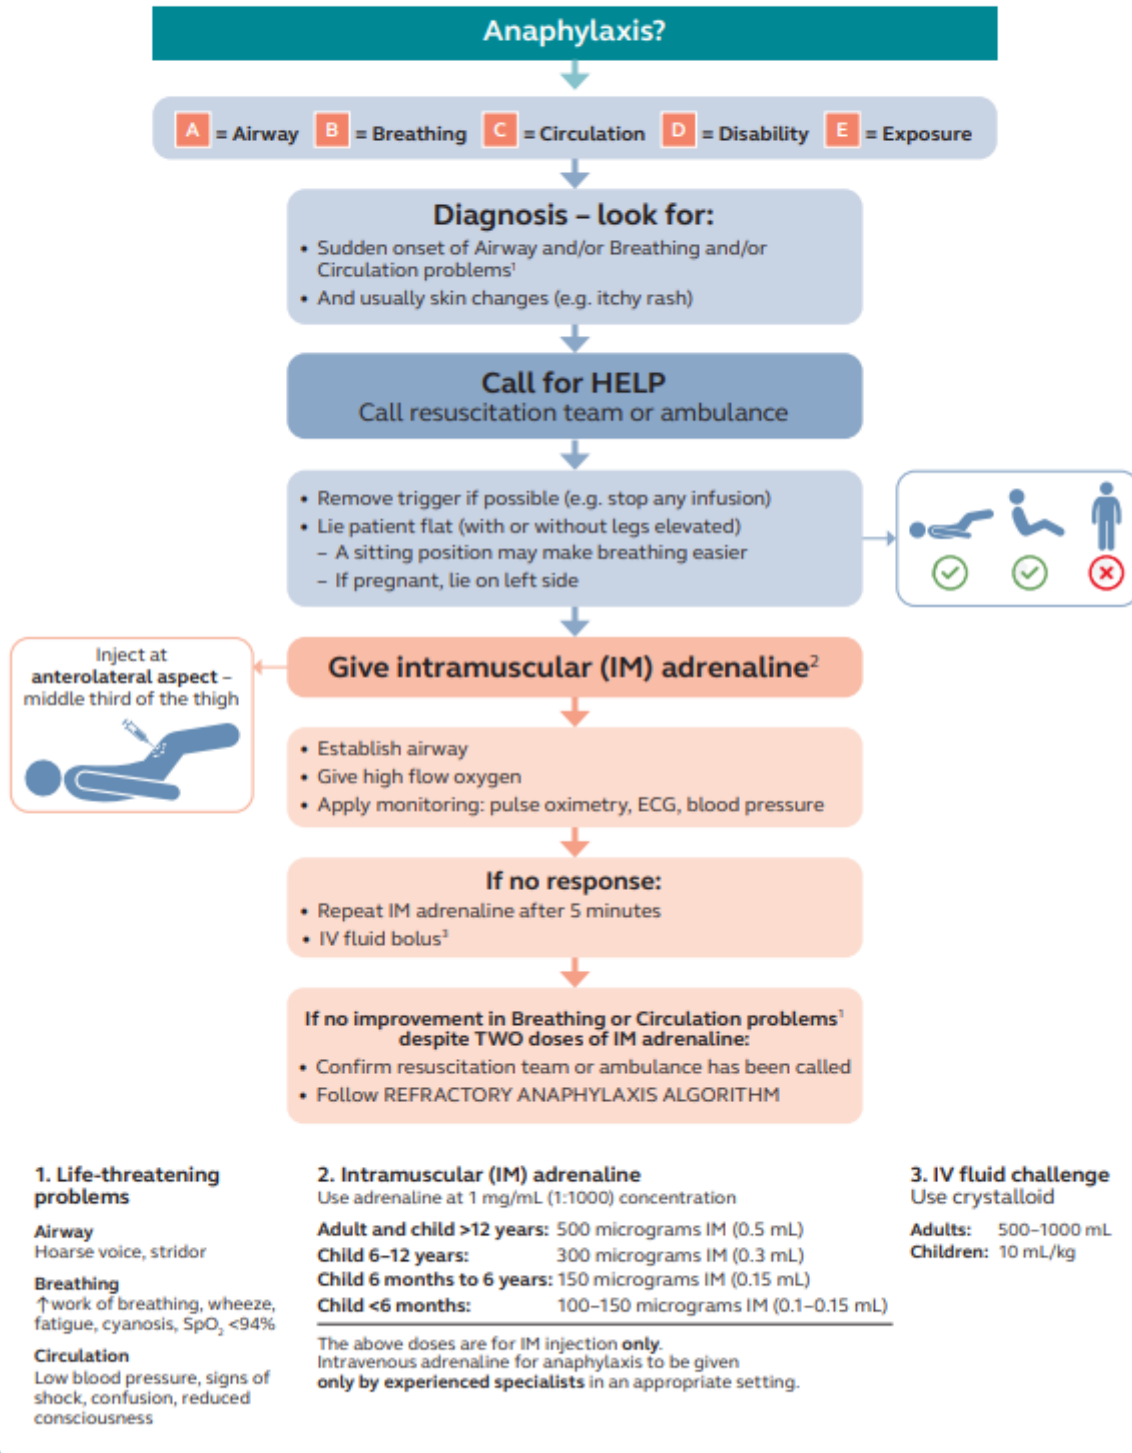 Anaphylaxis?
A = Airway B = Breathing C = Circulation D = Disability E = Exposure
Diagnosis – look for:
• Sudden onset of Airway and/or Breathing and/or
Circulation problems¹
• And usually skin changes (e.g. itchy rash)
Call for HELP
Call resuscitation team or ambulance
• Remove trigger if possible (e.g. stop any infusion)
• Lie patient flat (with or without legs elevated)
– A sitting position may make breathing easier
– If pregnant, lie on left side
Inject at
anterolateral aspect –
middle third of the thigh
Give intramuscular (IM) adrenaline²
• Establish airway
• Give high flow oxygen
• Apply monitoring: pulse oximetry, ECG, blood pressure
If no response:
• Repeat IM adrenaline after 5 minutes
• IV fluid bolus³
If no improvement in Breathing or Circulation problems¹
despite TWO doses of IM adrenaline:
• Confirm resuscitation team or ambulance has been called
• Follow REFRACTORY ANAPHYLAXIS ALGORITHM
1. Life-threatening
problems
Airway
Hoarse voice, stridor
Breathing
↑work of breathing, wheeze,
fatigue, cyanosis, SpO₂ <94%
Circulation
Low blood pressure, signs of
shock, confusion, reduced
consciousness
2. Intramuscular (IM) adrenaline
Use adrenaline at 1 mg/mL (1:1000) concentration
Adult and child >12 years: 500 micrograms IM (0.5 mL)
Child 6–12 years: 300 micrograms IM (0.3 mL)
Child 6 months to 6 years: 150 micrograms IM (0.15 mL)
Child <6 months: 100–150 micrograms IM (0.1–0.15 mL)
The above doses are for IM injection only.
Intravenous adrenaline for anaphylaxis to be given
only by experienced specialists in an appropriate setting.
3. IV fluid challenge
Use crystalloid
Adults: 500–1000 mL
Children: 10 mL/kg